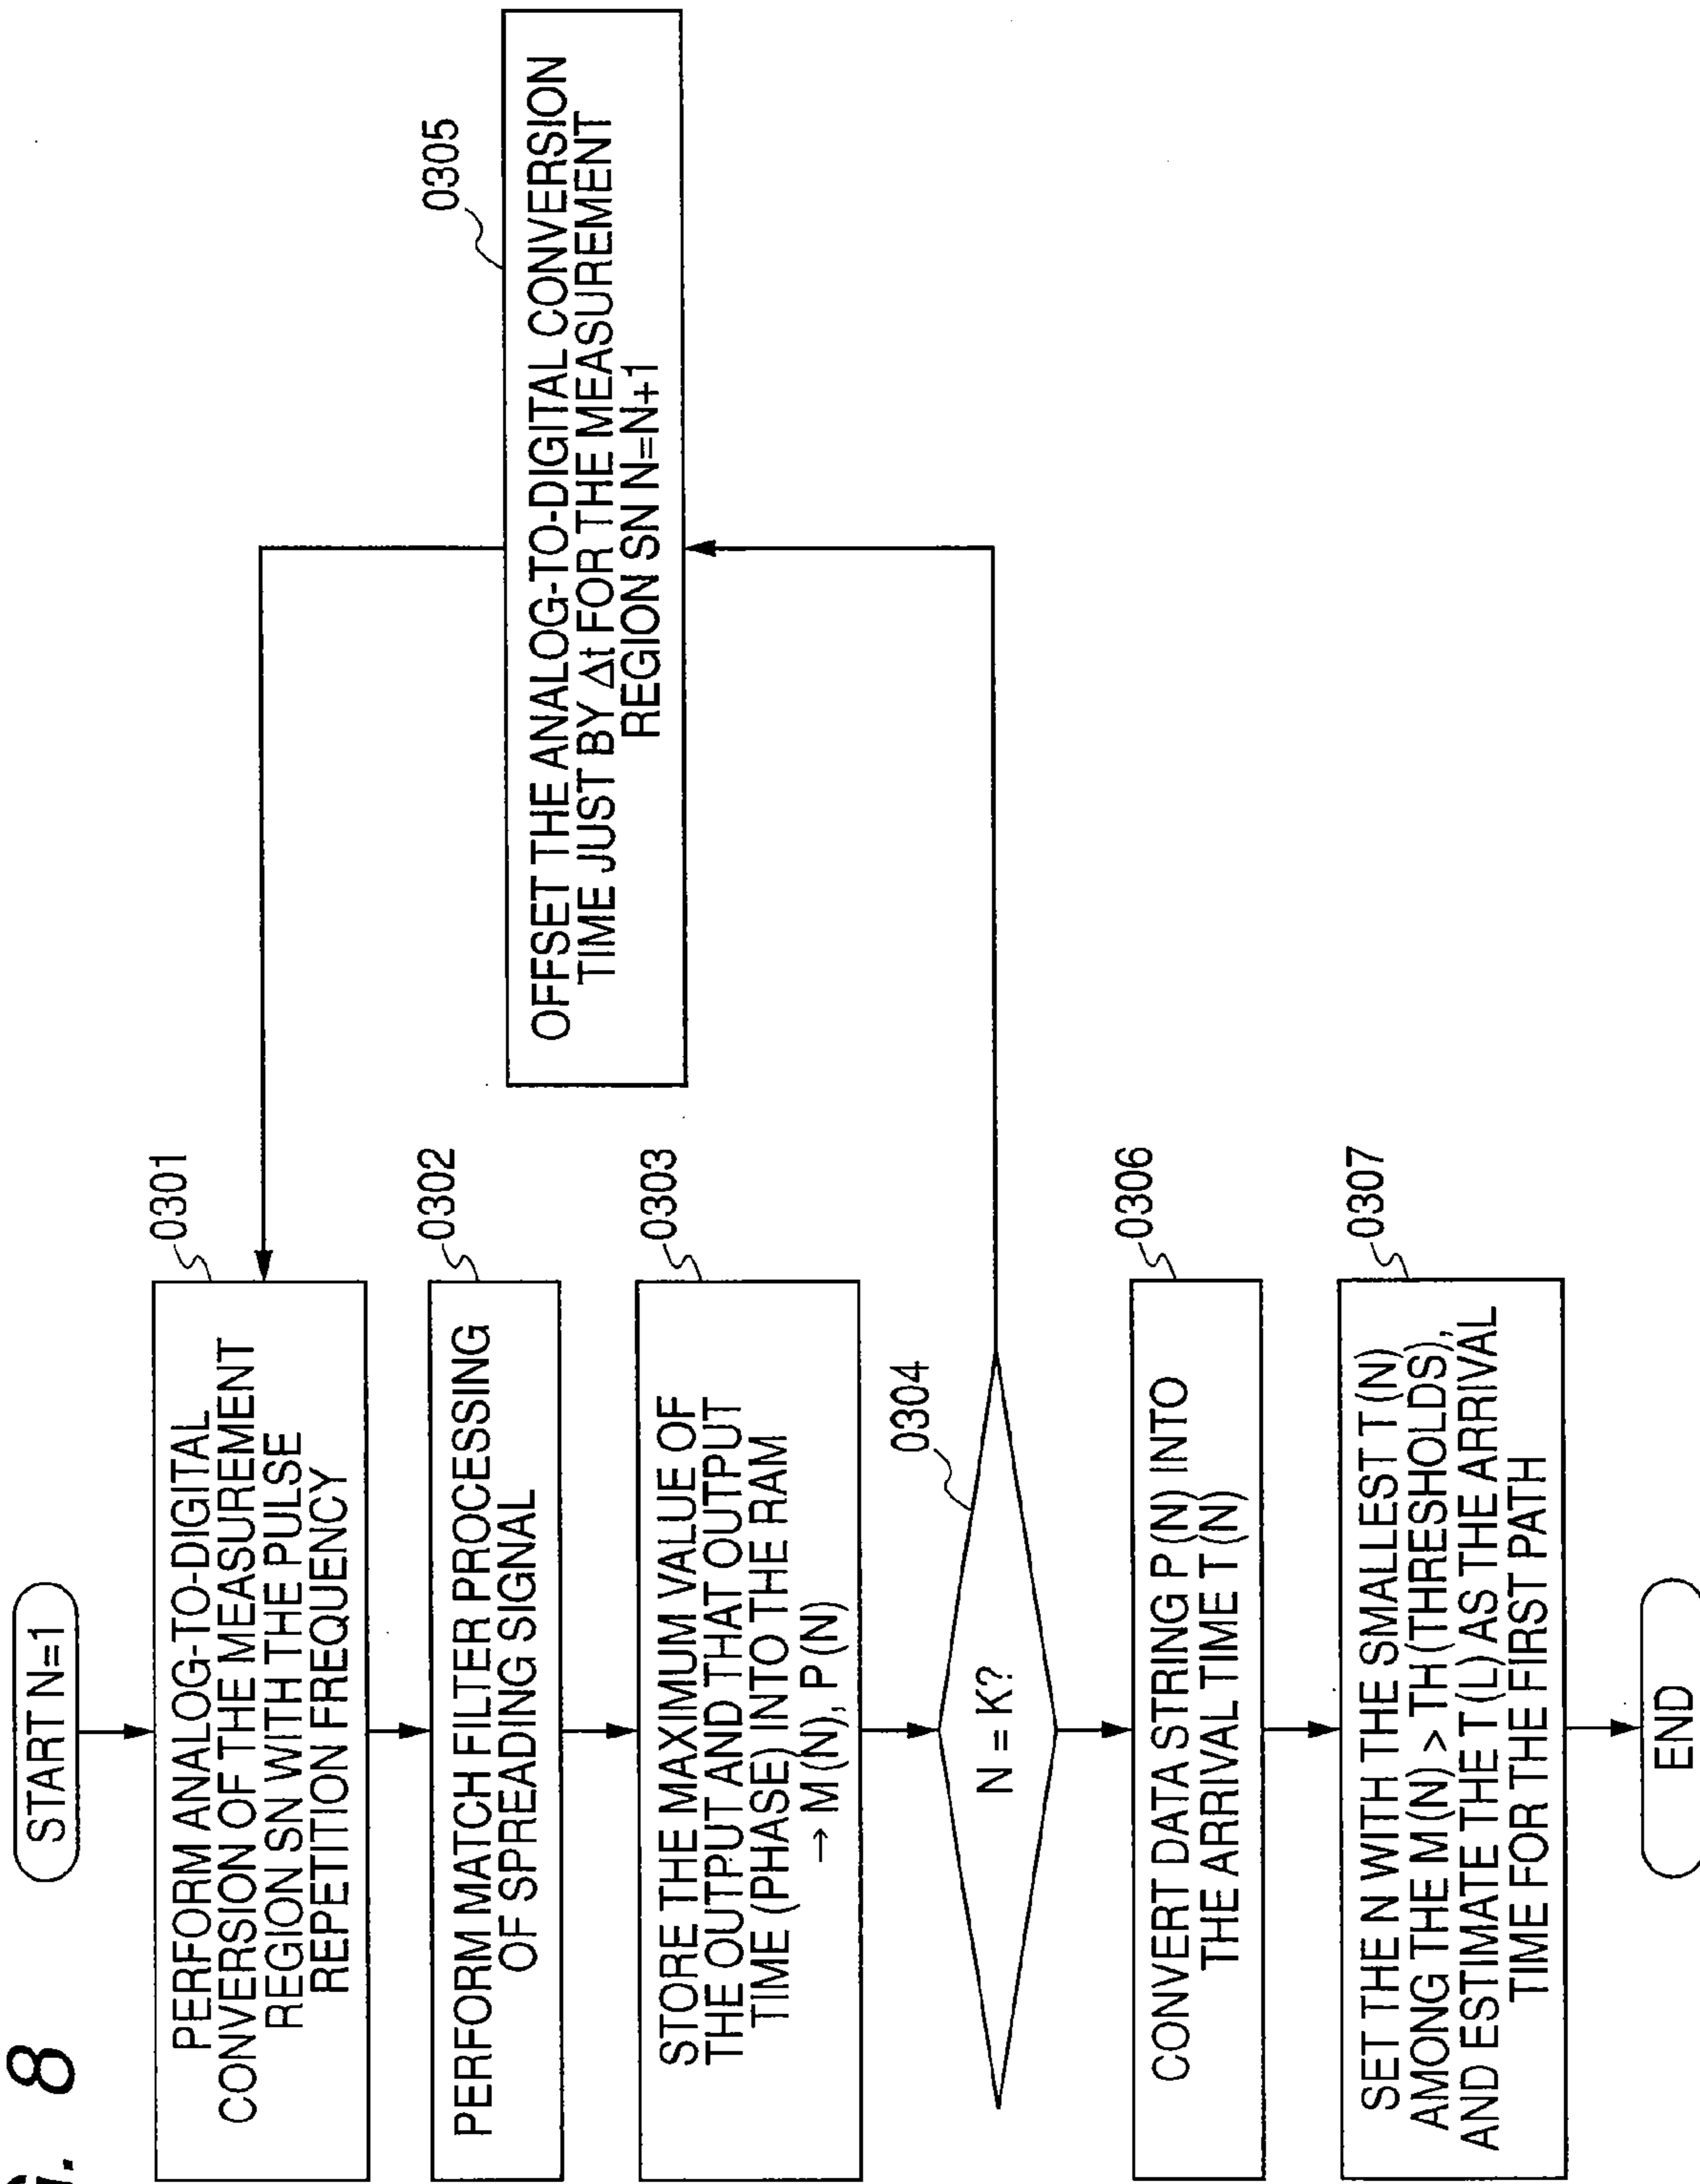 G. 8
START N=1
0301
PERFORM ANALOG-TO-DIGITAL
CONVERSION OF THE MEASUREMENT
REGION SN WITH THE PULSE
REPETITION FREQUENCY
0302
PERFORM MATCH FILTER PROCESSING
OF SPREADING SIGNAL
0303
STORE THE MAXIMUM VALUE OF
THE OUTPUT AND THAT OUTPUT
TIME (PHASE) INTO THE RAM
→ M (N), P (N)
0304
N = K?
0305
OFFSET THE ANALOG-TO-DIGITAL CONVERSION
TIME JUST BY Δt FOR THE MEASUREMENT
REGION SN N=N+1
0306
CONVERT DATA STRING P (N) INTO
THE ARRIVAL TIME T (N)
0307
SET THE N WITH THE SMALLEST T (N)
AMONG THE M (N) > TH (THRESHOLDS),
AND ESTIMATE THE T (L) AS THE ARRIVAL
TIME FOR THE FIRST PATH
END